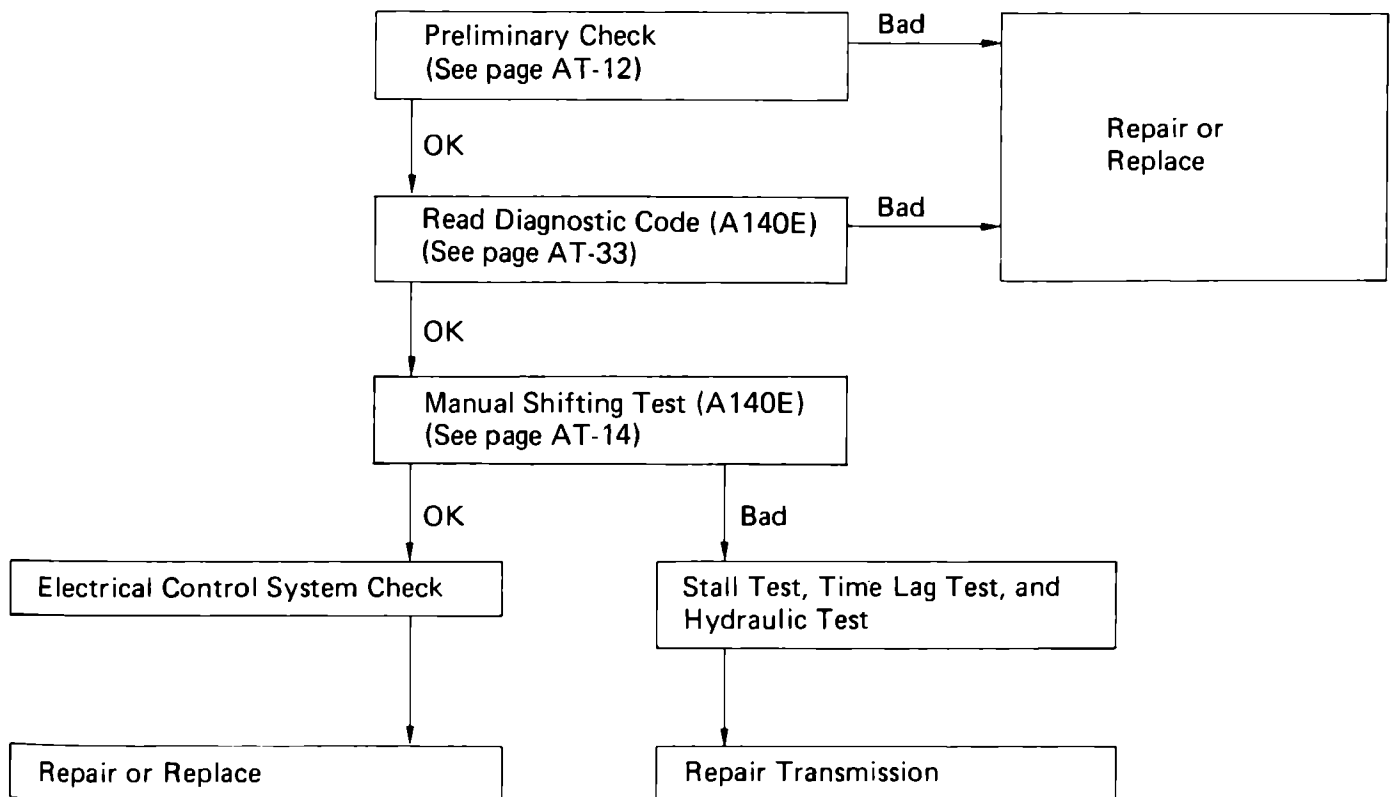 Preliminary Check
(See page AT-12)
Bad
Repair or
Replace
OK
Read Diagnostic Code (A140E)
(See page AT-33)
Bad
OK
Manual Shifting Test (A140E)
(See page AT-14)
OK
Bad
Electrical Control System Check
Stall Test, Time Lag Test, and
Hydraulic Test
Repair or Replace
Repair Transmission